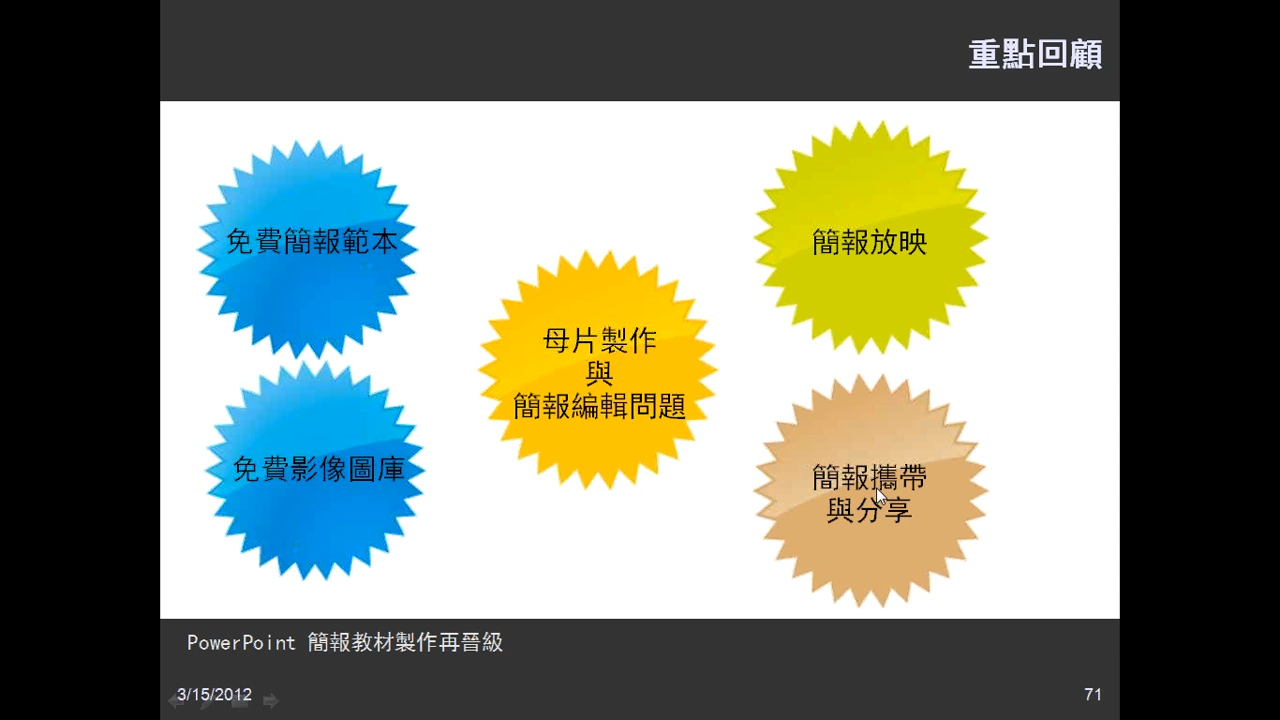 重點回顧
免費簡報範本
免費影像圖庫
母片製作
與
簡報編輯問題
簡報放映
簡報攜帶
與分享
PowerPoint 簡報教材製作再晉級
3/15/2012
71